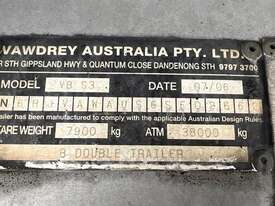 VAWDREY AUSTRALIA PTY. LTD
R STH GIPPSLAND HWY & QUANTUM CLOSE DANDENONG STH 9797 3700
MODEL VB S3 DATE 07/06
railer has been manufactured to comply with the applicable Australian Design Rules
TARE WEIGHT 7900 kg ATM 38000 kg
B DOUBLE TRAILER